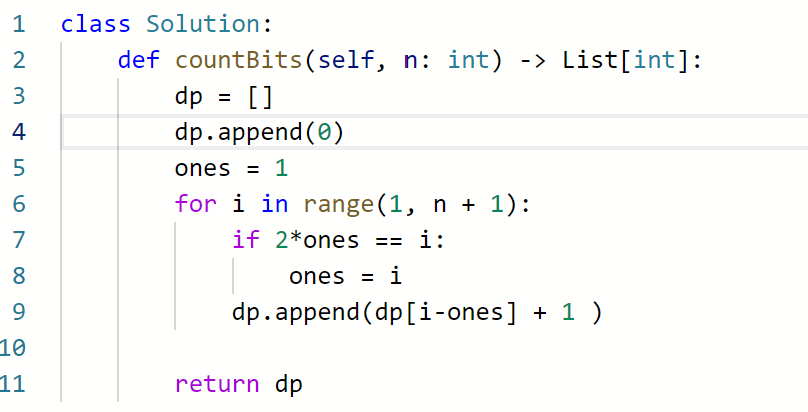 1 class Solution:
2     def countBits(self, n: int) -> List[int]:
3         dp = []
4         dp.append(0)
5         ones = 1
6         for i in range(1, n + 1):
7             if 2*ones == i:
8                 ones = i
9             dp.append(dp[i-ones] + 1 )
10
11         return dp